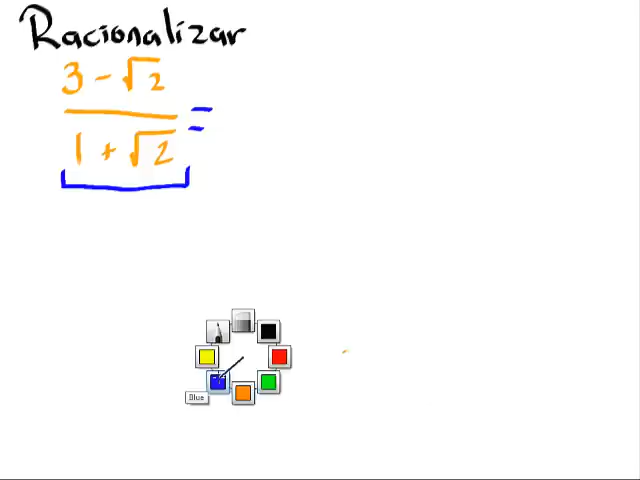 Racionalizar
3 - √2
1 + √2 =
Blue